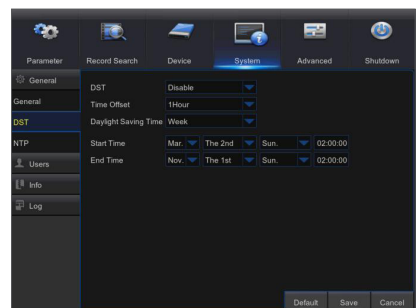 Parameter Record Search Device System Advanced Shutdown
General
General
DST
NTP
Users
Info
Log
DST Disable
Time Offset 1Hour
Daylight Saving Time Week
Start Time Mar. The 2nd Sun. 02:00:00
End Time Nov. The 1st Sun. 02:00:00
Default Save Cancel